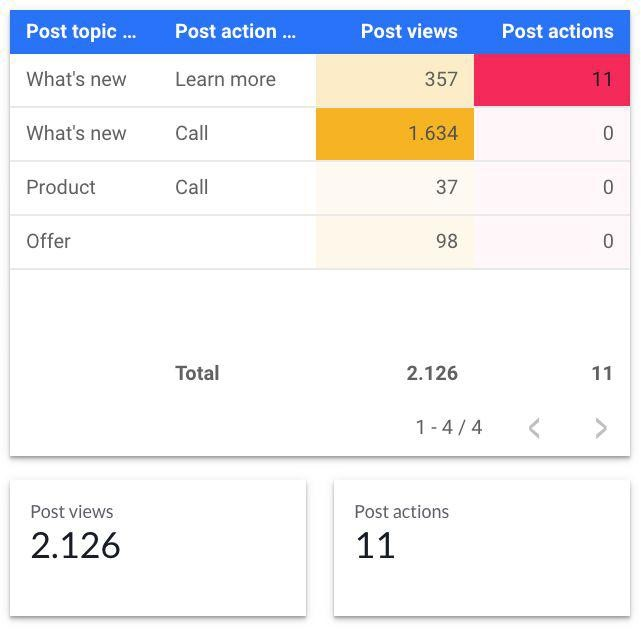 Post topic ... Post action ... Post views Post actions
What's new Learn more 357 11
What's new Call 1.634 0
Product Call 37 0
Offer 98 0
Total 2.126 11
1 - 4 / 4
Post views
2.126
Post actions
11